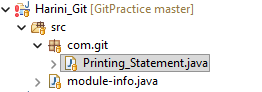 Harini_Git [GitPractice master]
src
com.git
Printing_Statement.java
module-info.java